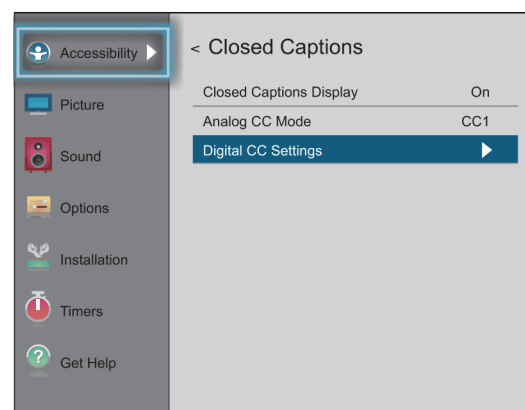 Accessibility
Picture
Sound
Options
Installation
Timers
? Get Help
< Closed Captions
Closed Captions Display On
Analog CC Mode CC1
Digital CC Settings